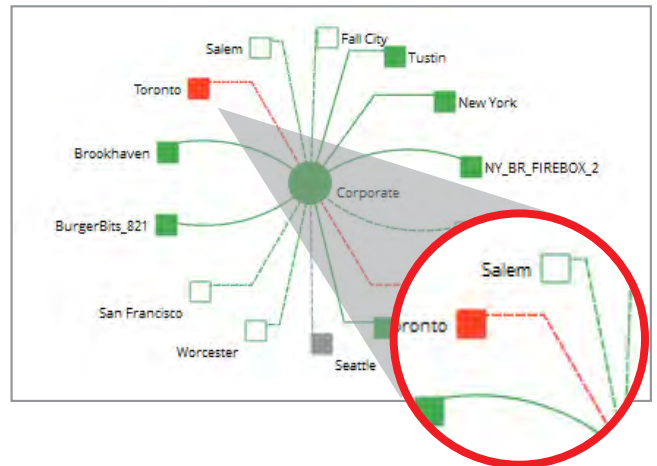 Fall City
Salem
Tustin
Toronto
New York
Brookhaven
NY_BR_FIREBOX_2
Corporate
BurgerBits_821
Salem
San Francisco
oronto
Worcester
Seattle